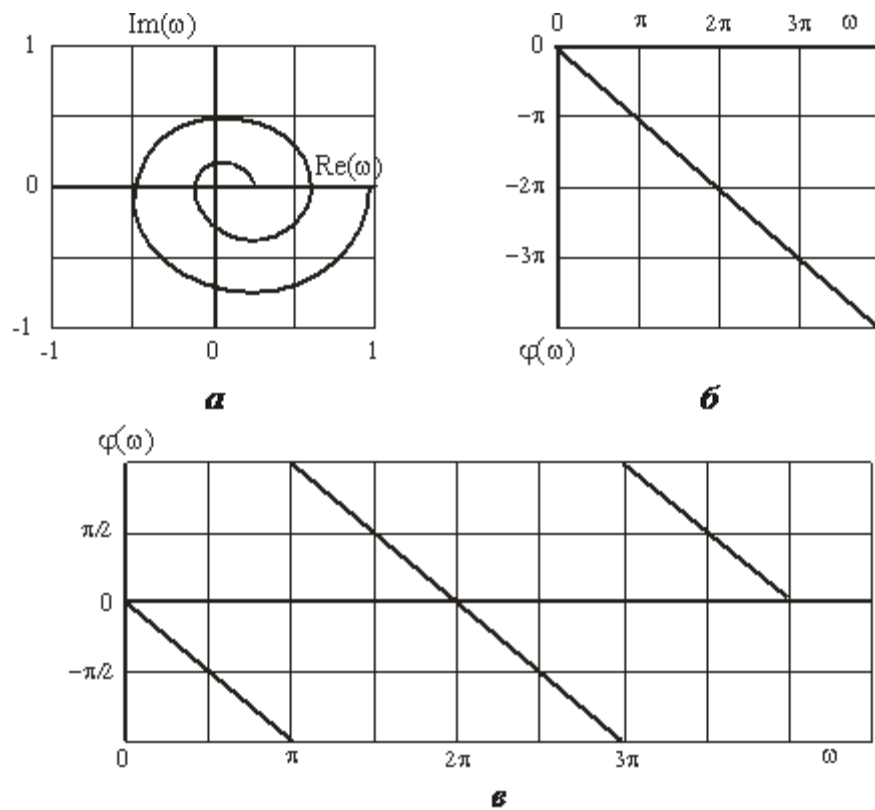 Im(ω)
1
0
-1
Re(ω)
-1 0 1
а
0 π 2π 3π ω
0
−π
−2π
−3π
φ(ω)
б
φ(ω)
π/2
0
−π/2
0 π 2π 3π ω
в